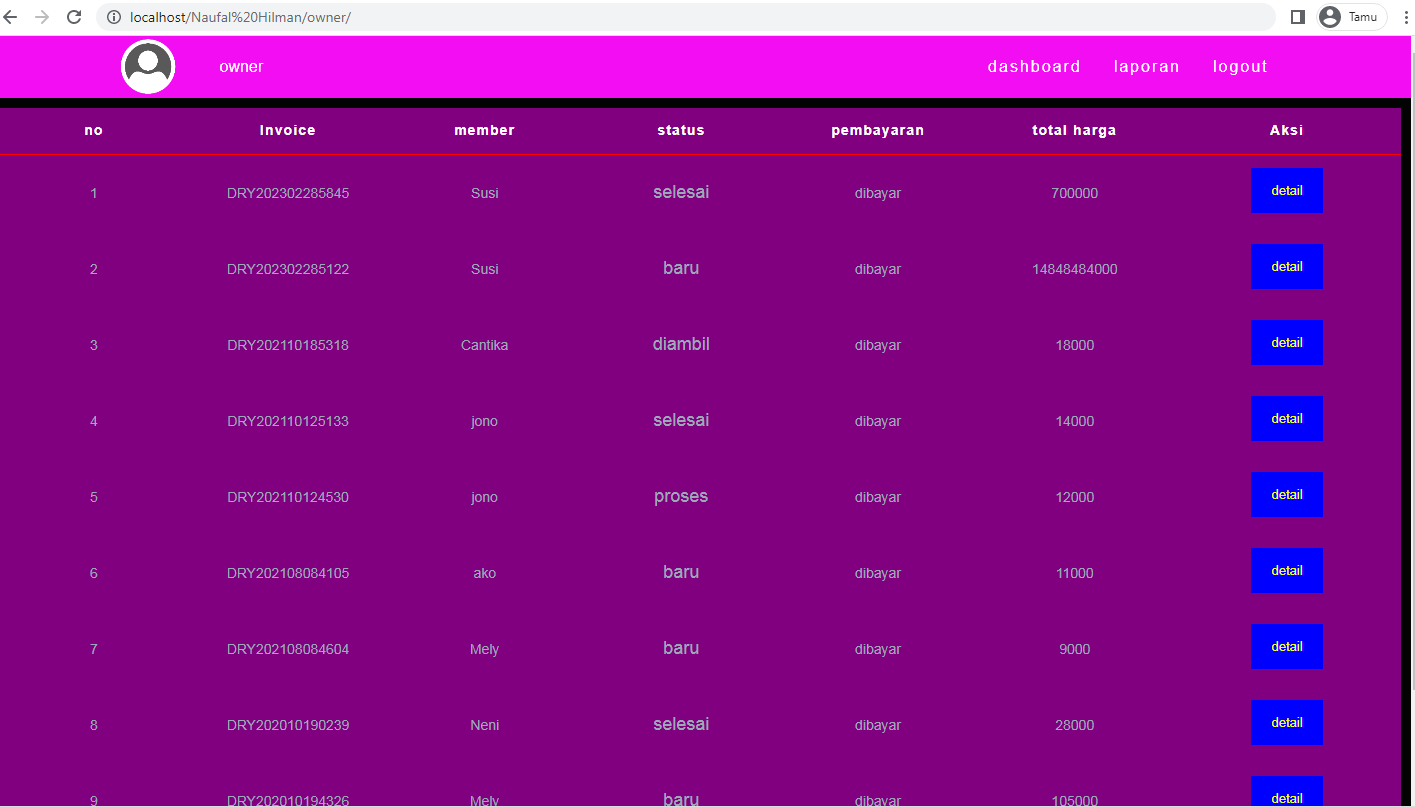 localhost/Naufal%20Hilman/owner/ Tamu
owner dashboard laporan logout
no Invoice member status pembayaran total harga Aksi
1 DRY202302285845 Susi selesai dibayar 700000 detail
2 DRY202302285122 Susi baru dibayar 14848484000 detail
3 DRY202110185318 Cantika diambil dibayar 18000 detail
4 DRY202110125133 jono selesai dibayar 14000 detail
5 DRY202110124530 jono proses dibayar 12000 detail
6 DRY202108084105 ako baru dibayar 11000 detail
7 DRY202108084604 Mely baru dibayar 9000 detail
8 DRY202010190239 Neni selesai dibayar 28000 detail
9 DRY202010194326 Mely baru dibayar 105000 detail